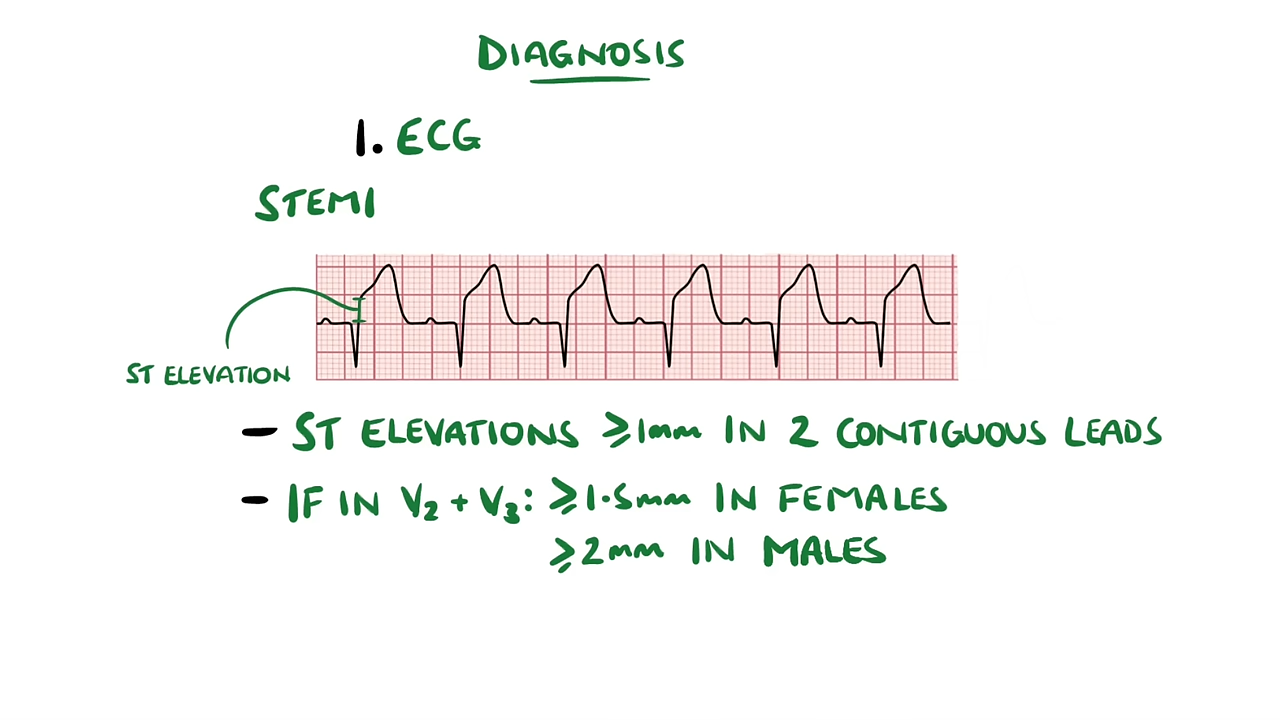 DIAGNOSIS
1. ECG
STEMI
ST ELEVATION
- ST ELEVATIONS ≥1mm IN 2 CONTIGUOUS LEADS
- IF IN V₂ + V₃: ≥1.5mm IN FEMALES
≥2mm IN MALES